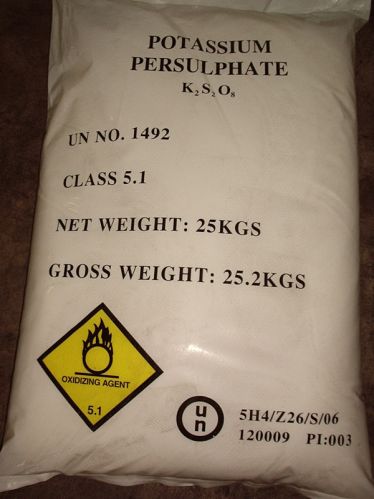 POTASSIUM
PERSULPHATE
K₂S₂O₈
UN NO. 1492
CLASS 5.1
NET WEIGHT: 25KGS
GROSS WEIGHT: 25.2KGS
OXIDIZING AGENT
5.1
u
n
5H4/Z26/S/06
120009 PI:003